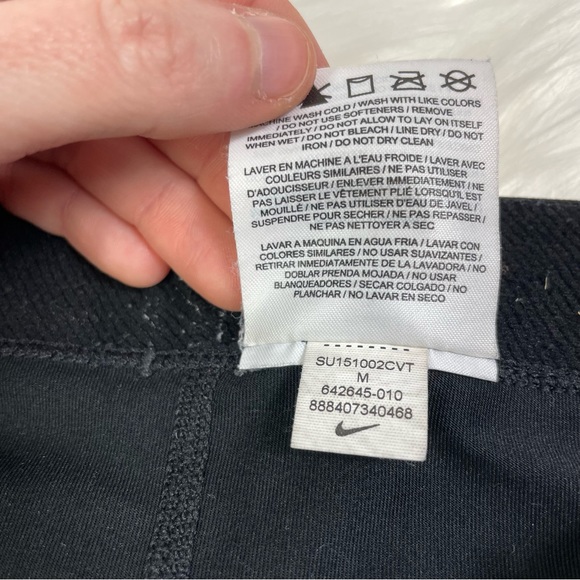 MACHINE WASH COLD / WASH WITH LIKE COLORS
/ DO NOT USE SOFTENERS / REMOVE
IMMEDIATELY / DO NOT ALLOW TO LAY ON ITSELF
WHEN WET / DO NOT BLEACH / LINE DRY / DO NOT
IRON / DO NOT DRY CLEAN
LAVER EN MACHINE A L'EAU FROIDE / LAVER AVEC
COULEURS SIMILAIRES / NE PAS UTILISER
D'ADOUCISSEUR / ENLEVER IMMEDIATEMENT / NE
PAS LAISSER LE VÊTEMENT PLIÉ LORSQU'IL EST
MOUILLÉ / NE PAS UTILISER D'EAU DE JAVEL /
SUSPENDRE POUR SECHER / NE PAS REPASSER /
NE PAS NETTOYER A SEC
LAVAR A MAQUINA EN AGUA FRIA / LAVAR CON
COLORES SIMILARES / NO USAR SUAVIZANTES /
RETIRAR INMEDIATAMENTE DE LA LAVADORA / NO
DOBLAR PRENDA MOJADA / NO USAR
BLANQUEADORES / SECAR COLGADO / NO
PLANCHAR / NO LAVAR EN SECO
SU151002CVT
M
642645-010
888407340468